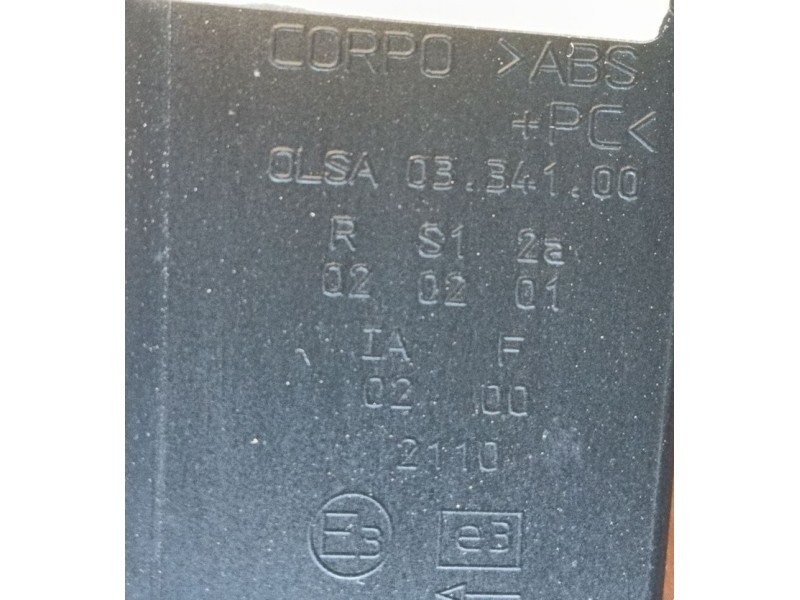 CORPO >ABS
+PC<
OLSA 03.341.00
R S1 2a
02 02 01
IA F
02 00
2110
E3 e3
←